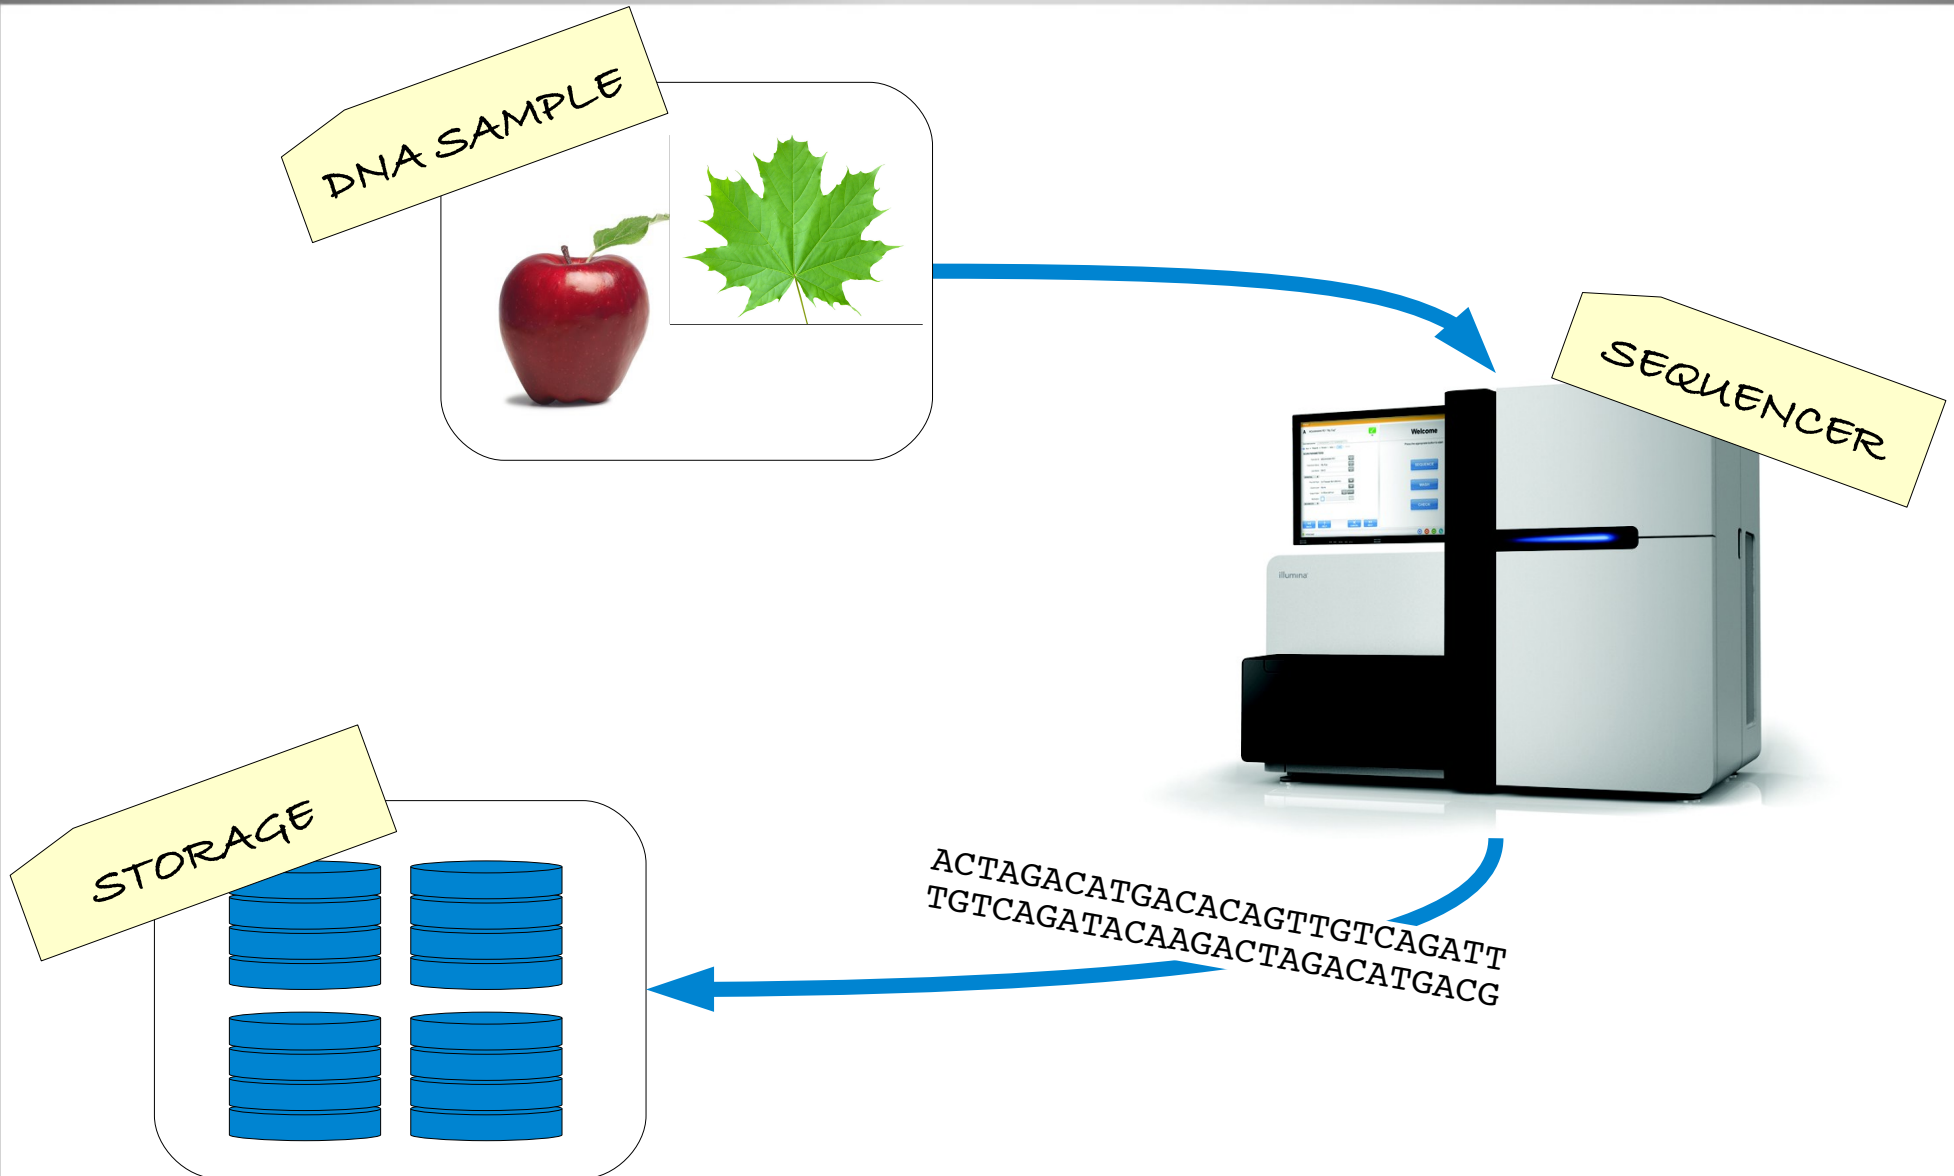 DNA SAMPLE
SEQUENCER
Welcome
illumina
ACTAGACATGACACAGTTGTCAGATT
TGTCAGATACAAGACTAGACATGACG
STORAGE